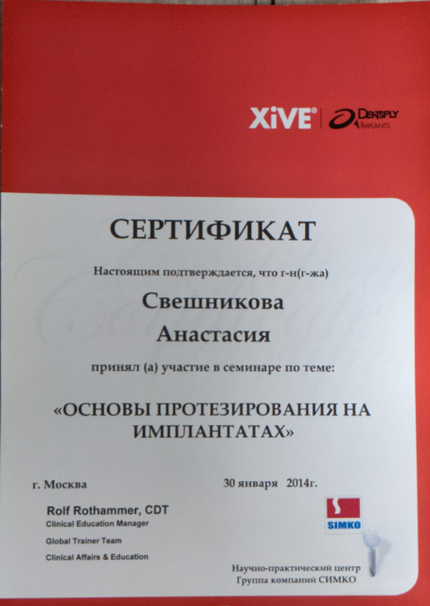 XiVE® DENTSPLY
IMPLANTS
СЕРТИФИКАТ
Настоящим подтверждается, что г-н(г-жа)
Свешникова
Анастасия
принял (а) участие в семинаре по теме:
«ОСНОВЫ ПРОТЕЗИРОВАНИЯ НА
ИМПЛАНТАТАХ»
г. Москва 30 января 2014г.
Rolf Rothammer, CDT
Clinical Education Manager
SIMKO
Global Trainer Team
Clinical Affairs & Education
Научно-практический центр
Группа компаний СИМКО